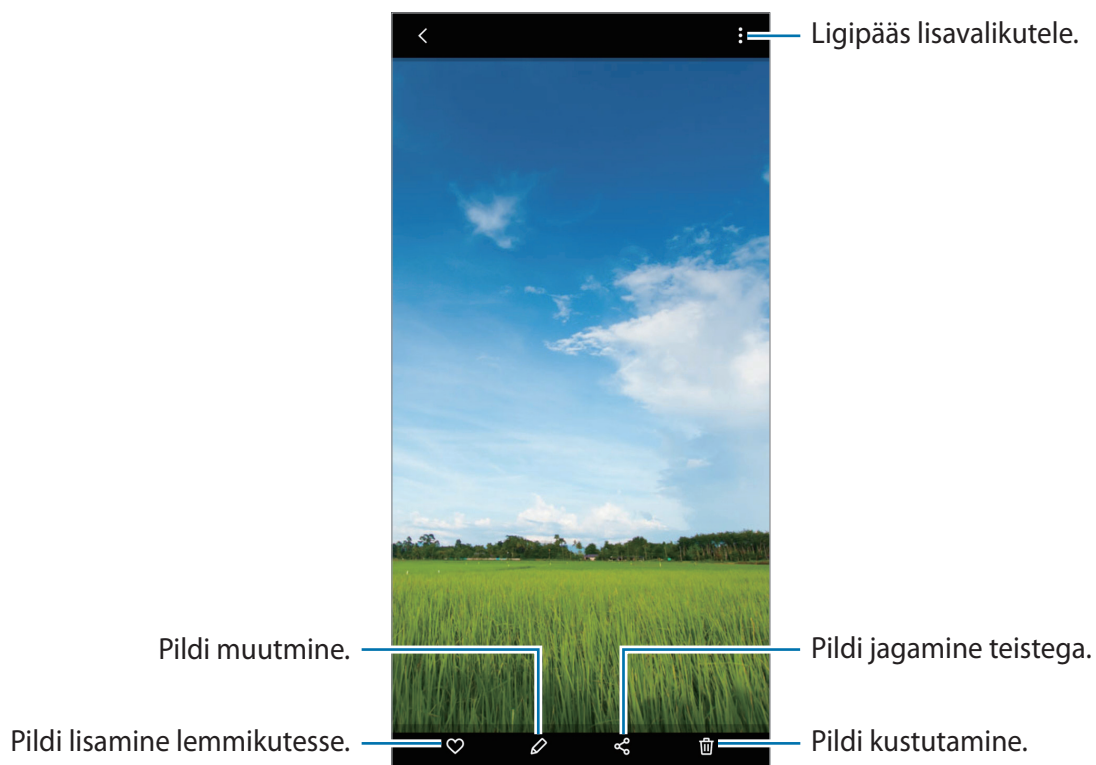 Ligipääs lisavalikutele.
Pildi muutmine.
Pildi jagamine teistega.
Pildi lisamine lemmikutesse.
Pildi kustutamine.